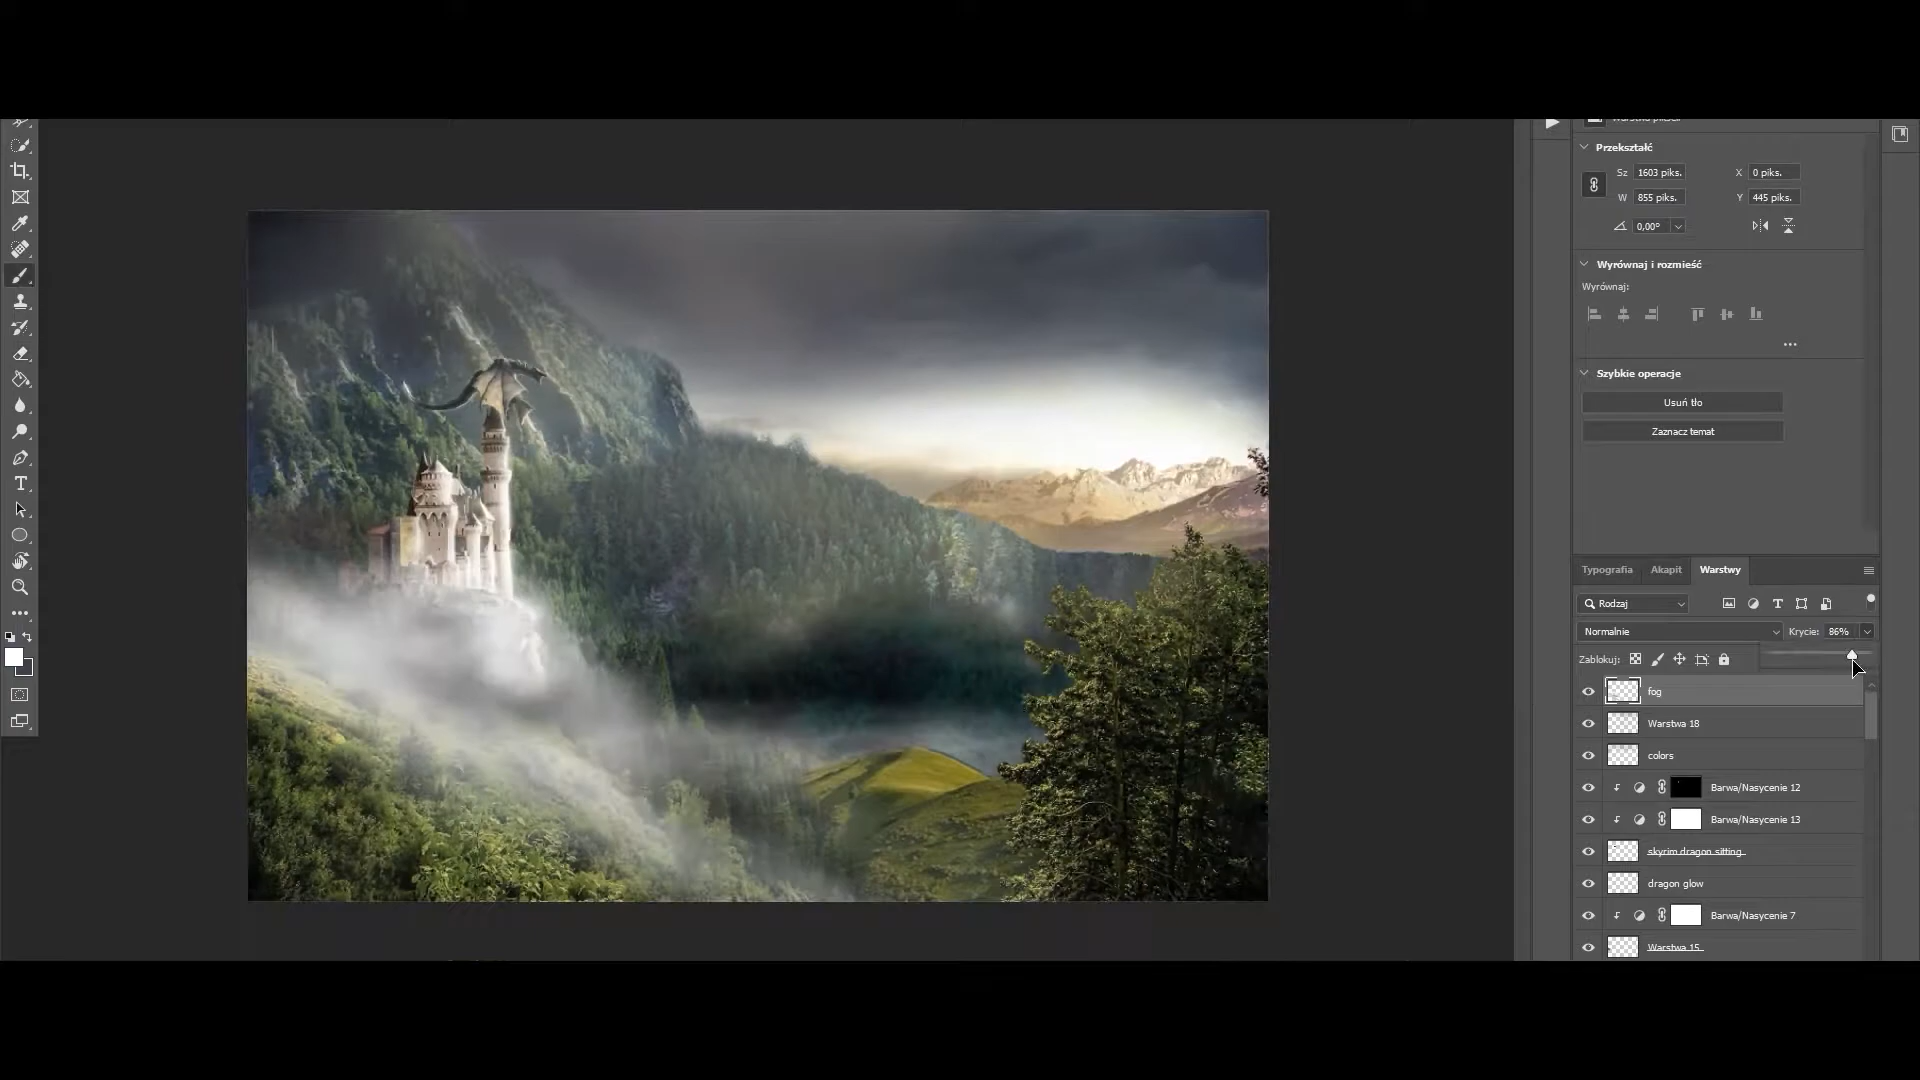 Przekształć
Sz 1603 piks. X 0 piks.
W 855 piks. Y 445 piks.
0,00°
Wyrównaj i rozmieść
Wyrównaj:
Szybkie operacje
Usuń tło
Zaznacz temat
Typografia Akapit Warstwy
Rodzaj
Normalnie Krycie: 86%
Zablokuj:
fog
Warstwa 18
colors
Barwa/Nasycenie 12
Barwa/Nasycenie 13
skyrim dragon sitting
dragon glow
Barwa/Nasycenie 7
Warstwa 15